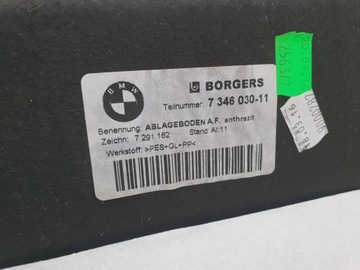 BMW
BORGERS
Teilnummer: 7 346 030-11
Benennung: ABLAGEBODEN A.F. anthrazit
Zeichn: 7 291 162 Stand: AI:11
Werkstoff: >PES+GL+PP<